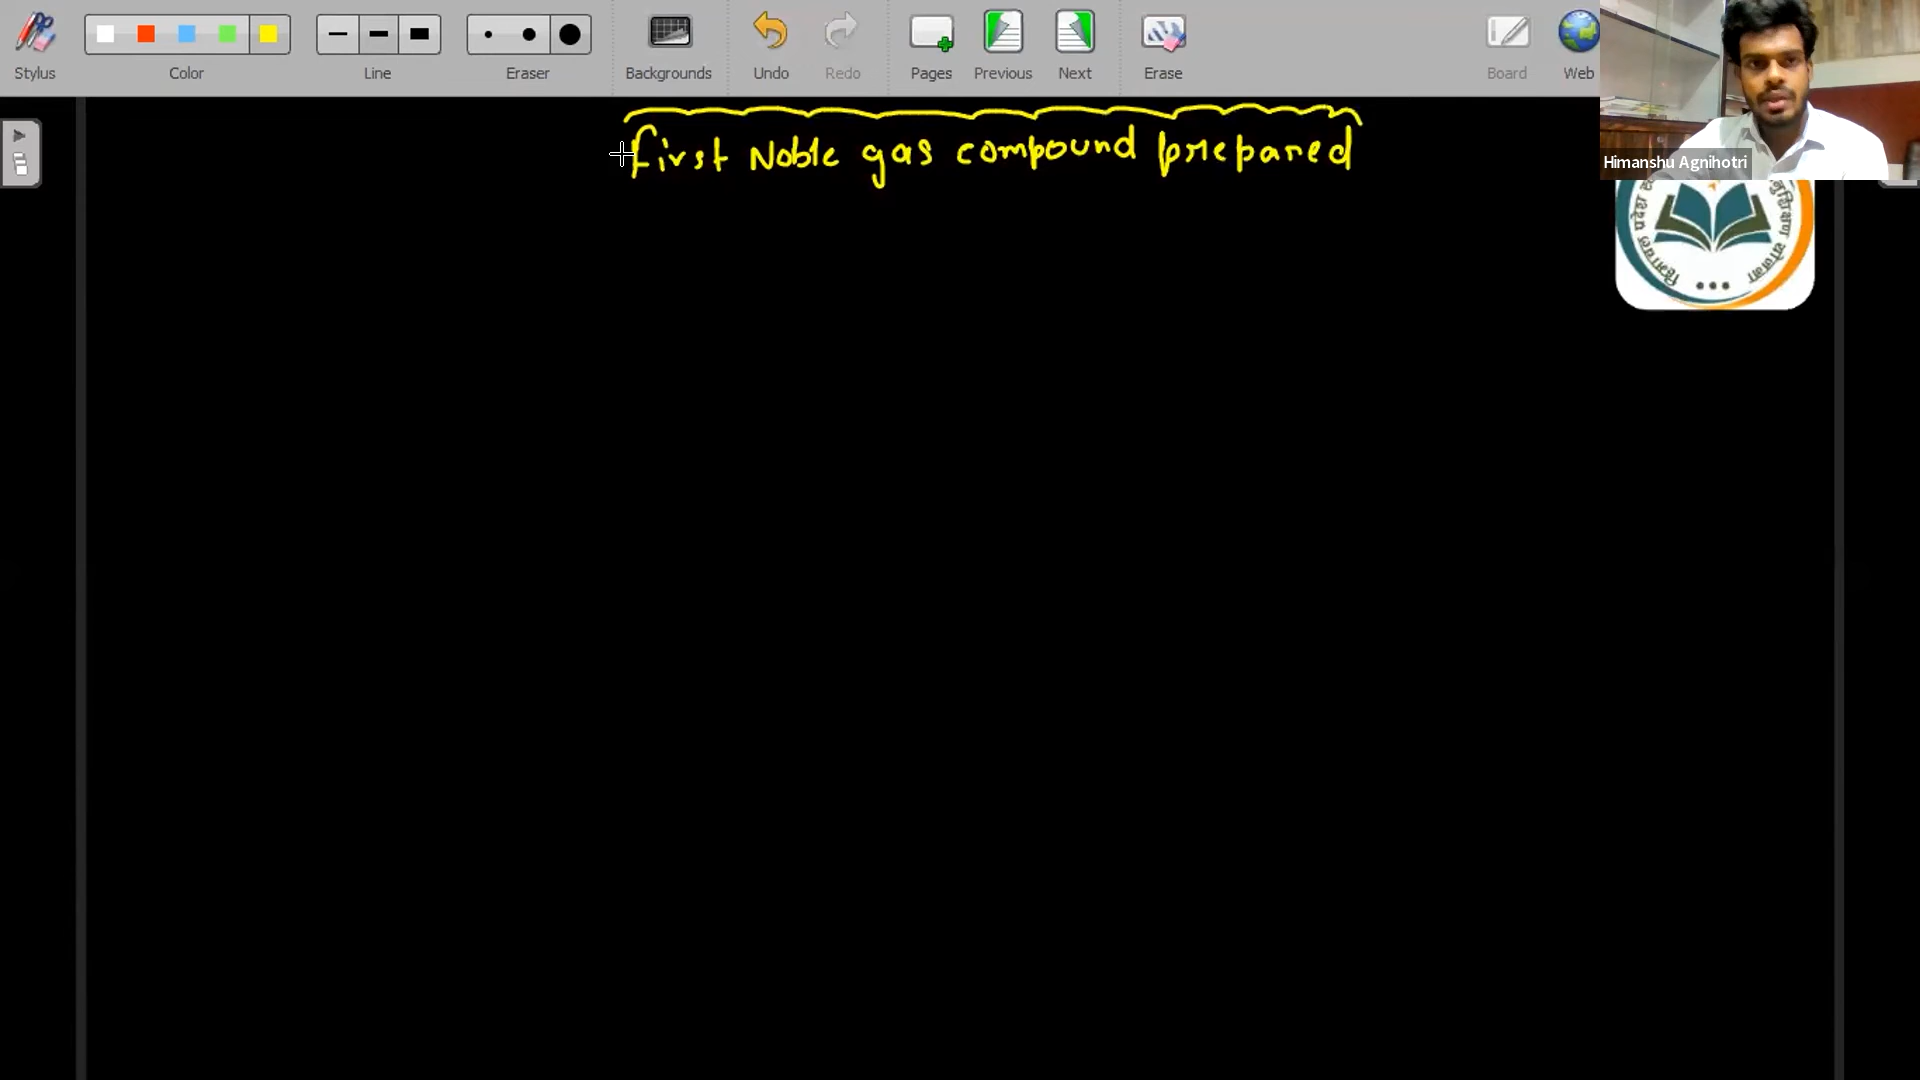 Stylus Color Line Eraser Backgrounds Undo Redo Pages Previous Next Erase Board Web
first Noble gas compound prepared
Himanshu Agnihotri